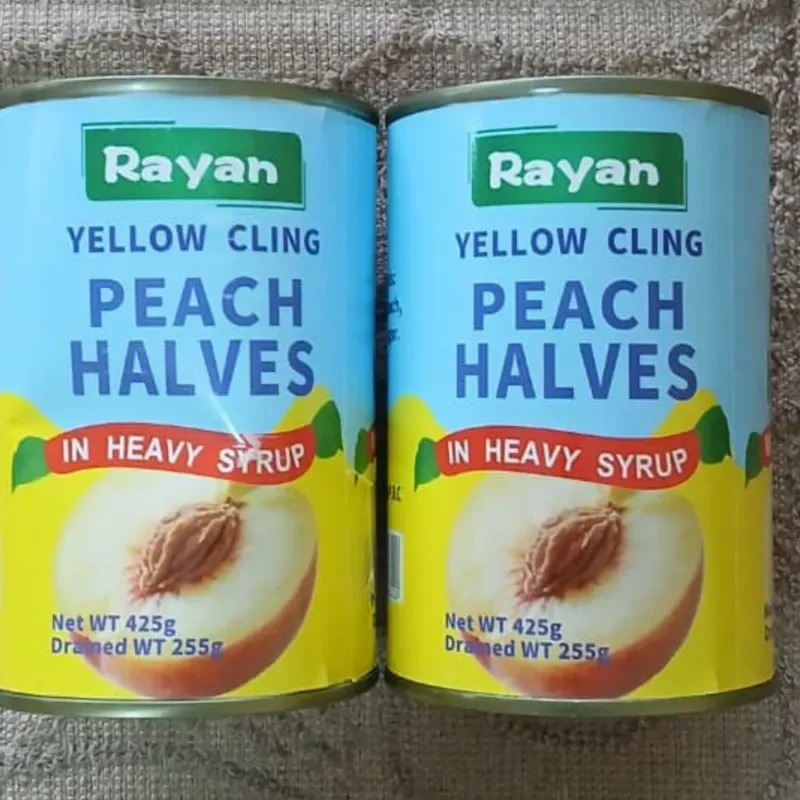 Rayan
YELLOW CLING
PEACH
HALVES
IN HEAVY SYRUP
Net WT 425g
Drained WT 255g
Rayan
YELLOW CLING
PEACH
HALVES
IN HEAVY SYRUP
Net WT 425g
Drained WT 255g